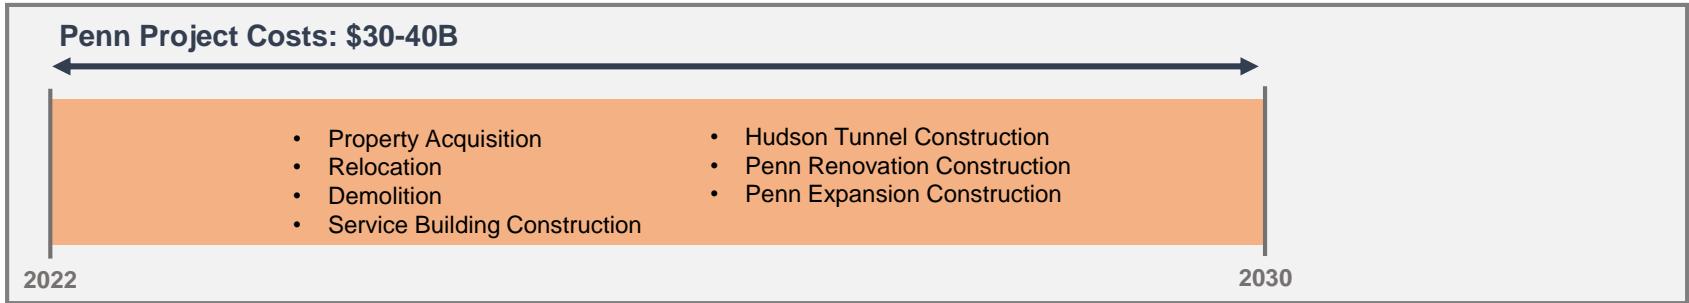 Penn Project Costs: $30-40B
• Property Acquisition
• Relocation
• Demolition
• Service Building Construction
• Hudson Tunnel Construction
• Penn Renovation Construction
• Penn Expansion Construction
2022
2030